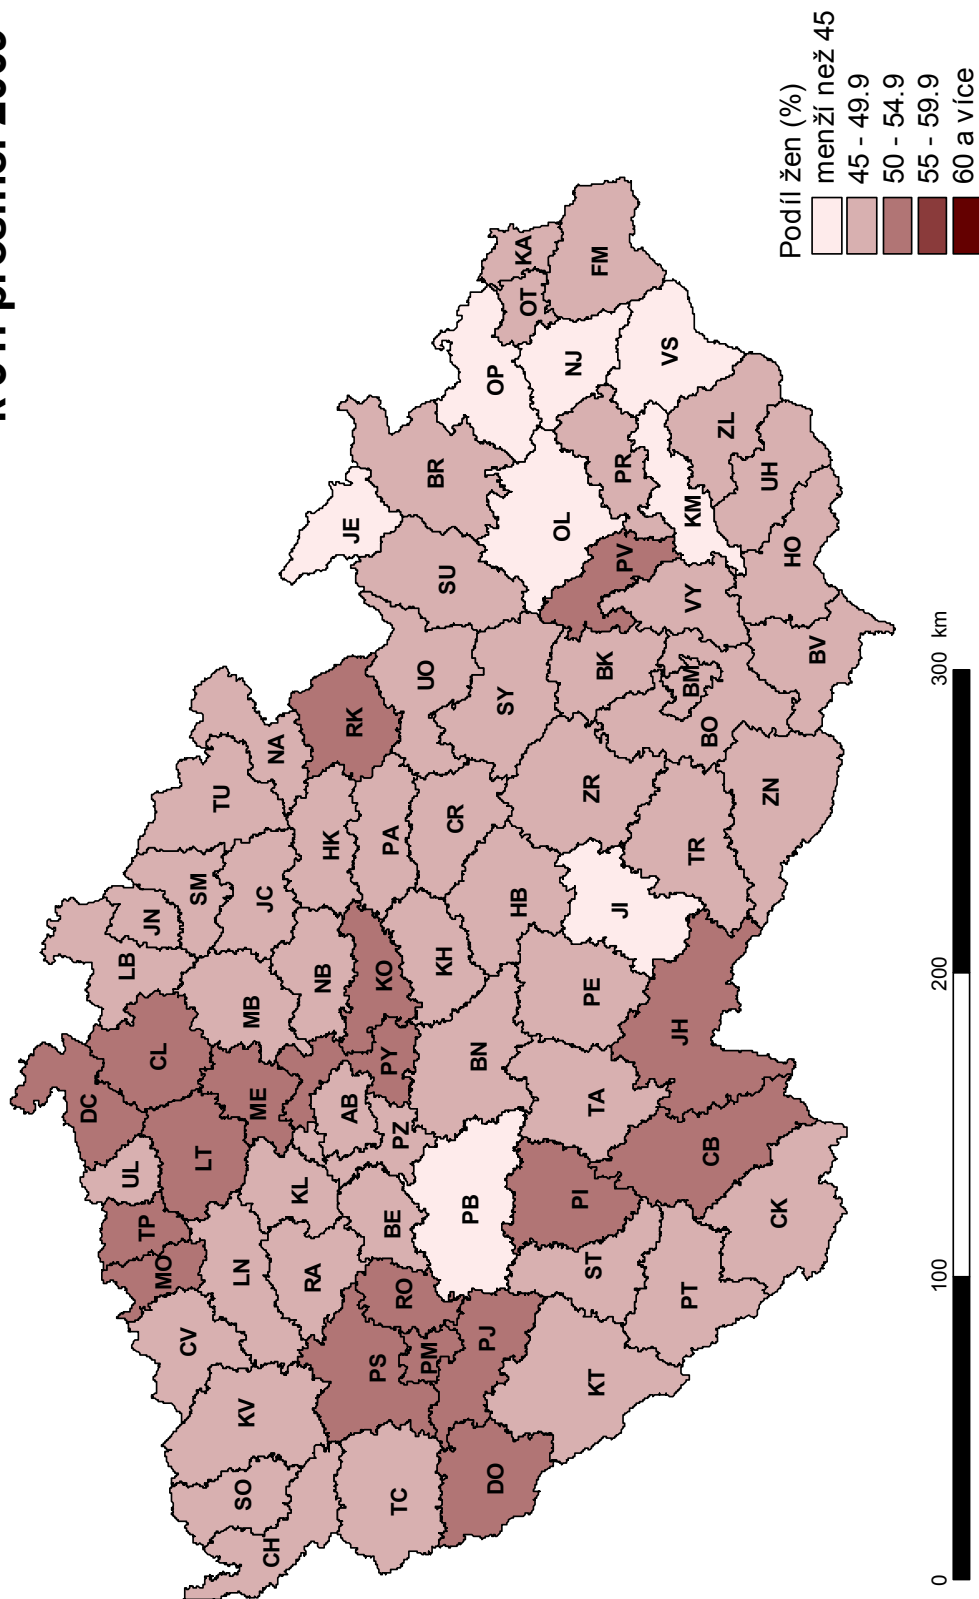 DC
LB
UL
TP
JN
CL
MO
CV
SM
LT
TU
LN
SO
KV
MB
ME
JC
CH
NA
KL
RA
NB
HK
AB
JE
RK
PS
KO
PY
PA
BE
TC
PZ
RO
UO
PM
BR
KH
SU
CR
PB
BN
PJ
DO
OP
SY
HB
KA
OT
OL
NJ
PI
PE
ZR
ST
TA
KT
FM
BK
JI
PR
PV
VS
JH
PT
BM
KM
VY
TR
BO
CB
ZL
UH
ZN
CK
HO
BV
Podíl žen (%)
menží než 45
45 - 49.9
50 - 54.9
55 - 59.9
60 a více
0 100 200 300 km